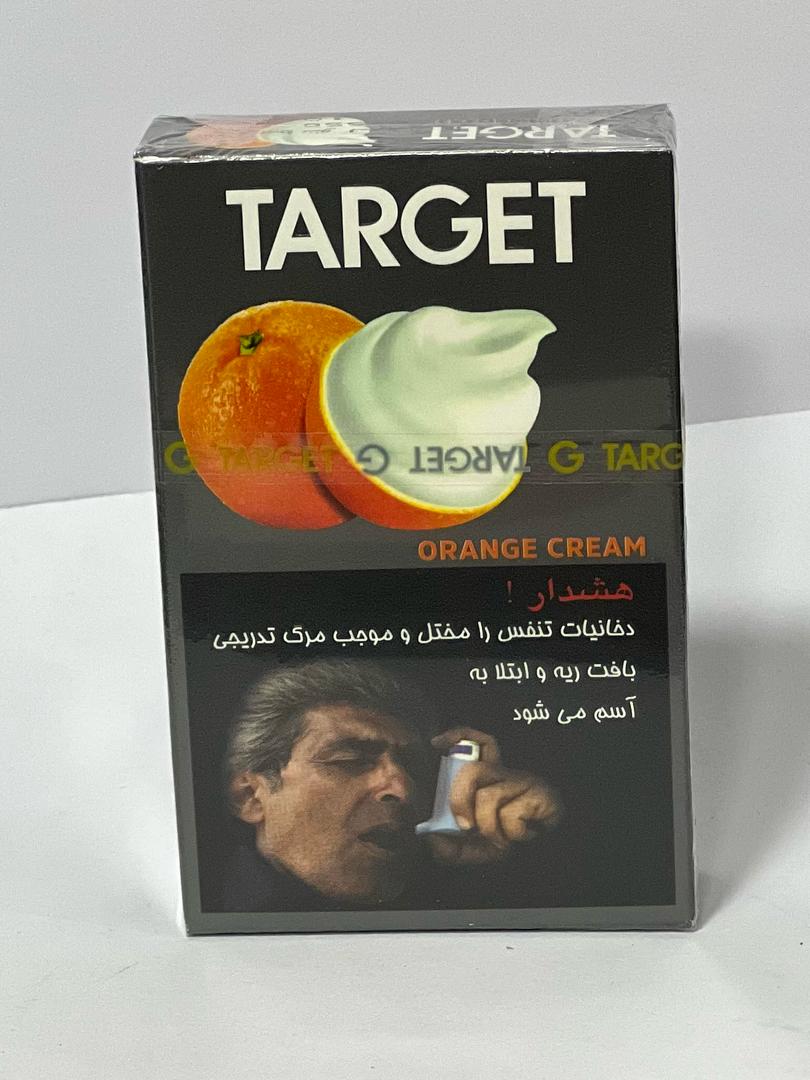 TARGET
TARGET
G TARGET G TARGET G TARG
ORANGE CREAM
هشدار !
دخانیات تنفس را مختل و موجب مرگ تدریجی
بافت ریه و ابتلا به
آسم می شود